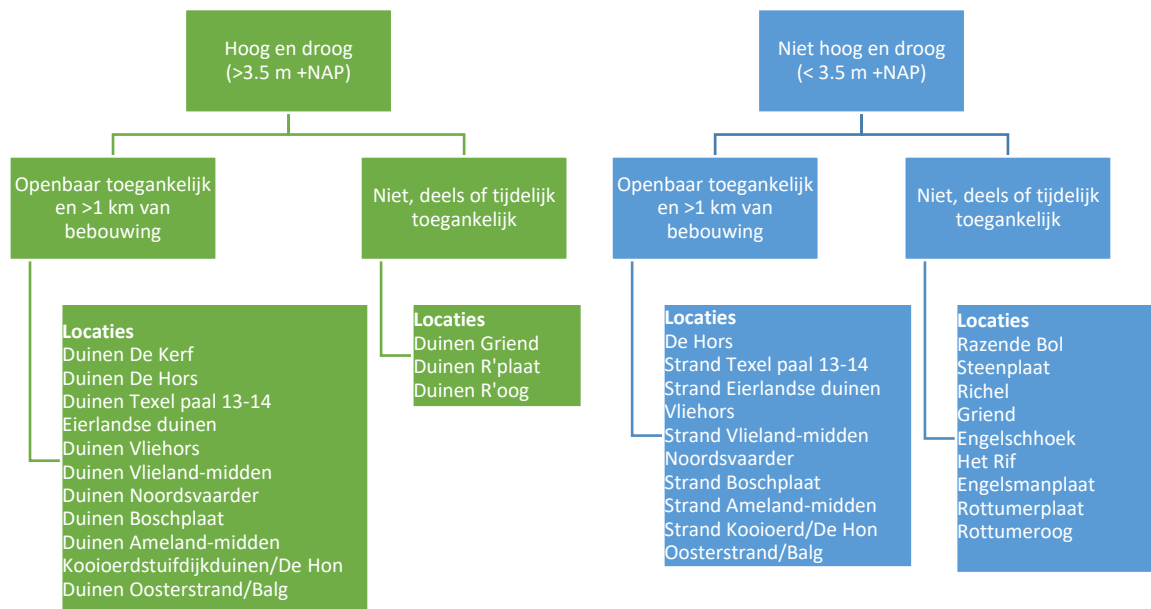 Hoog en droog
(>3.5 m +NAP)
Openbaar toegankelijk
en >1 km van
bebouwing
Niet, deels of tijdelijk
toegankelijk
Locaties
Duinen De Kerf
Duinen De Hors
Duinen Texel paal 13-14
Eierlandse duinen
Duinen Vliehors
Duinen Vlieland-midden
Duinen Noordsvaarder
Duinen Boschplaat
Duinen Ameland-midden
Kooioerdstuifdijkduinen/De Hon
Duinen Oosterstrand/Balg
Locaties
Duinen Griend
Duinen R'plaat
Duinen R'oog
Niet hoog en droog
(< 3.5 m +NAP)
Openbaar toegankelijk
en >1 km van
bebouwing
Niet, deels of tijdelijk
toegankelijk
Locaties
De Hors
Strand Texel paal 13-14
Strand Eierlandse duinen
Vliehors
Strand Vlieland-midden
Noordsvaarder
Strand Boschplaat
Strand Ameland-midden
Strand Kooioerd/De Hon
Oosterstrand/Balg
Locaties
Razende Bol
Steenplaat
Richel
Griend
Engelschhoek
Het Rif
Engelsmanplaat
Rottumerplaat
Rottumeroog